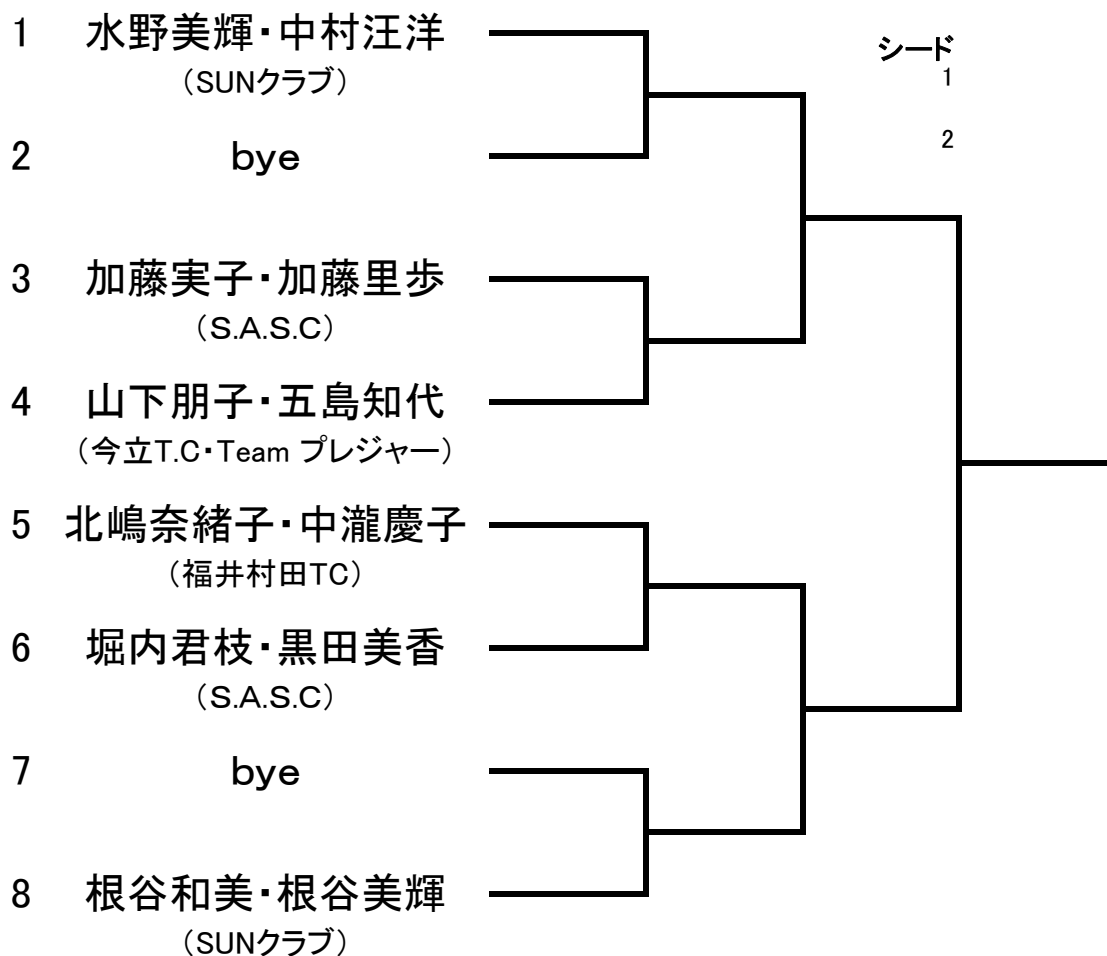 1 水野美輝・中村汪洋
（SUNクラブ）
シード
1
2 bye
2
3 加藤実子・加藤里歩
（S.A.S.C）
4 山下朋子・五島知代
（今立T.C・Team プレジャー）
5 北嶋奈緒子・中瀧慶子
（福井村田TC）
6 堀内君枝・黒田美香
（S.A.S.C）
7 bye
8 根谷和美・根谷美輝
（SUNクラブ）